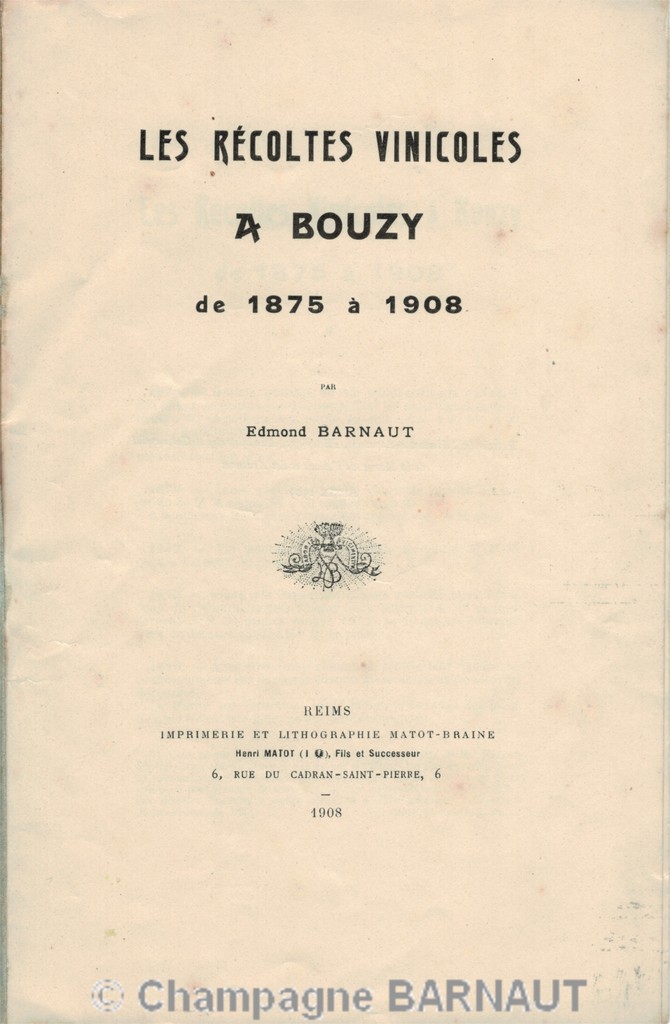 LES RÉCOLTES VINICOLES
A BOUZY
de 1875 à 1908
PAR
Edmond BARNAUT
REIMS
IMPRIMERIE ET LITHOGRAPHIE MATOT-BRAINE
Henri MATOT (I), Fils et Successeur
6, RUE DU CADRAN-SAINT-PIERRE, 6
1908
© Champagne BARNAUT